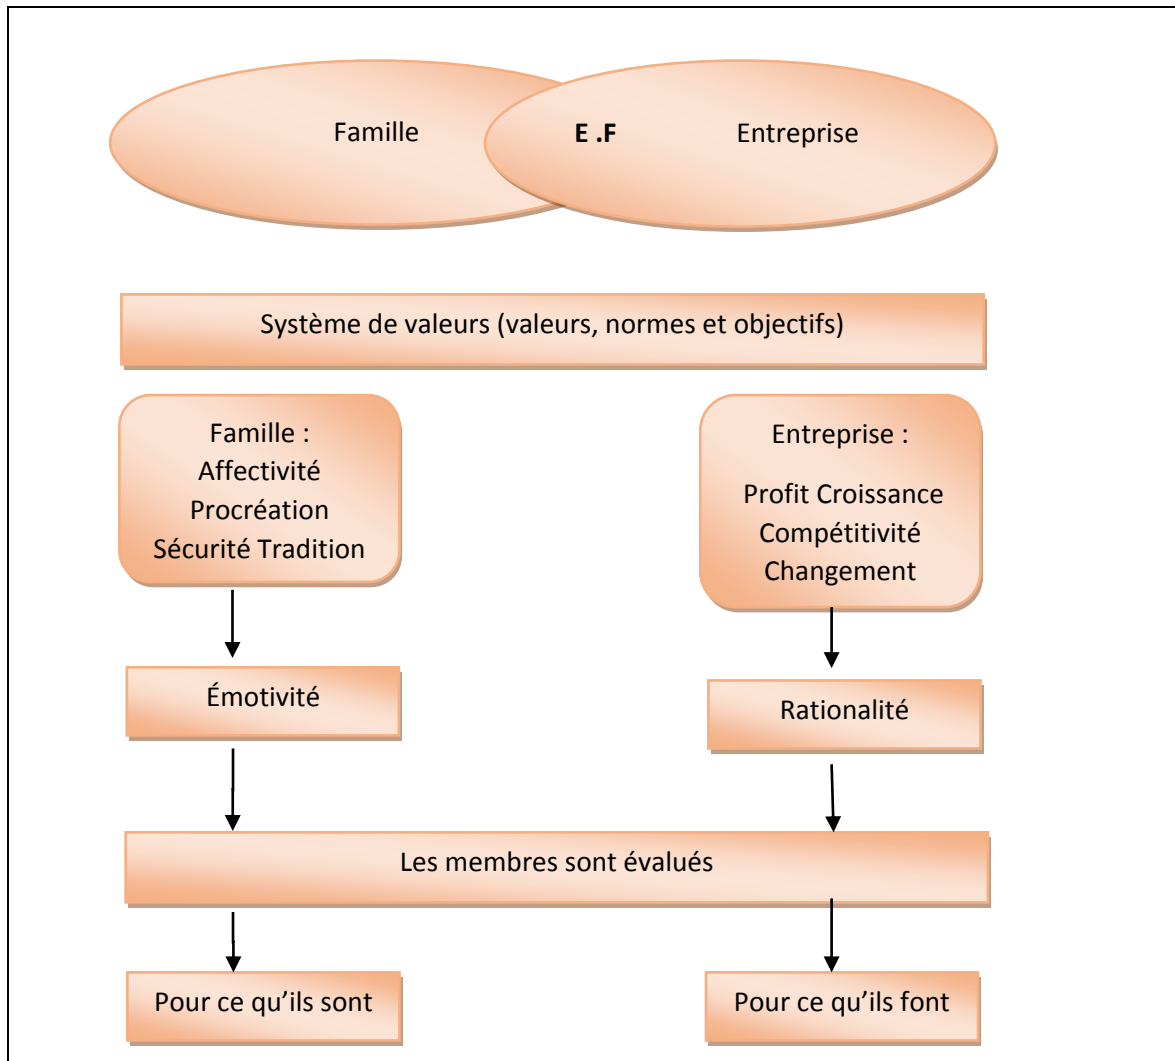 Famille E .F Entreprise
Système de valeurs (valeurs, normes et objectifs)
Famille :
Affectivité
Procréation
Sécurité Tradition
Entreprise :
Profit Croissance
Compétitivité
Changement
Émotivité
Rationalité
Les membres sont évalués
Pour ce qu'ils sont
Pour ce qu'ils font